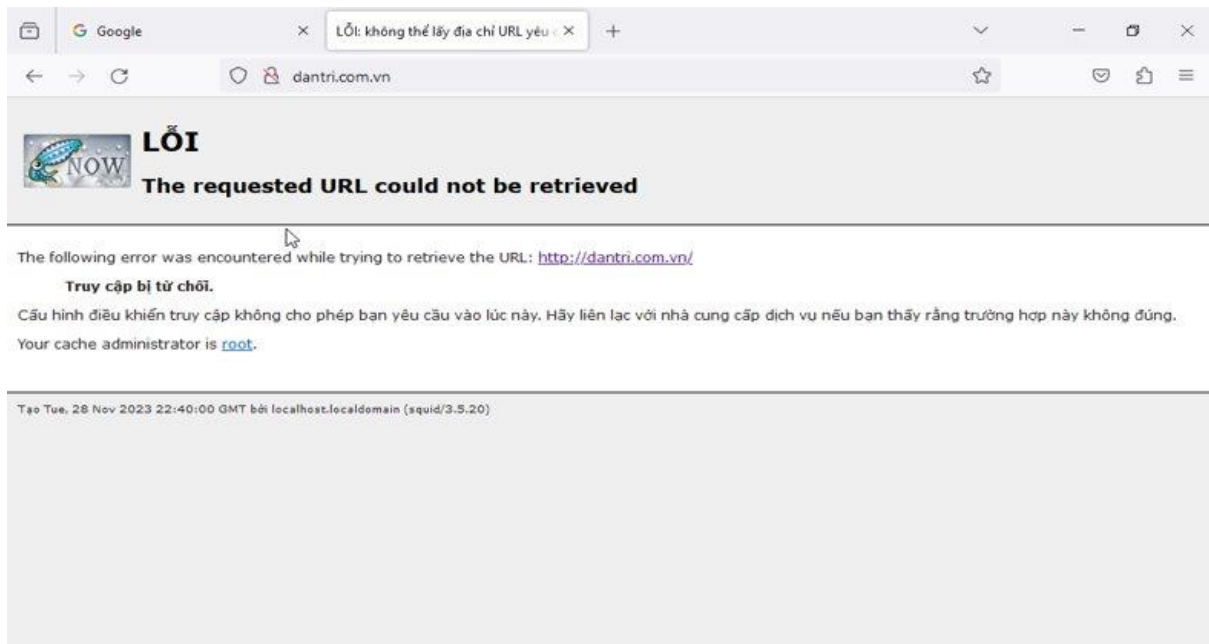 Google
LỖI: không thể lấy địa chỉ URL yêu
dantri.com.vn
NOW
LỖI
The requested URL could not be retrieved
The following error was encountered while trying to retrieve the URL: http://dantri.com.vn/
Truy cập bị từ chối.
Cấu hình điều khiển truy cập không cho phép bạn yêu cầu vào lúc này. Hãy liên lạc với nhà cung cấp dịch vụ nếu bạn thấy rằng trường hợp này không đúng.
Your cache administrator is root.
Tạo Tue, 28 Nov 2023 22:40:00 GMT bởi localhost.localdomain (squid/3.5.20)